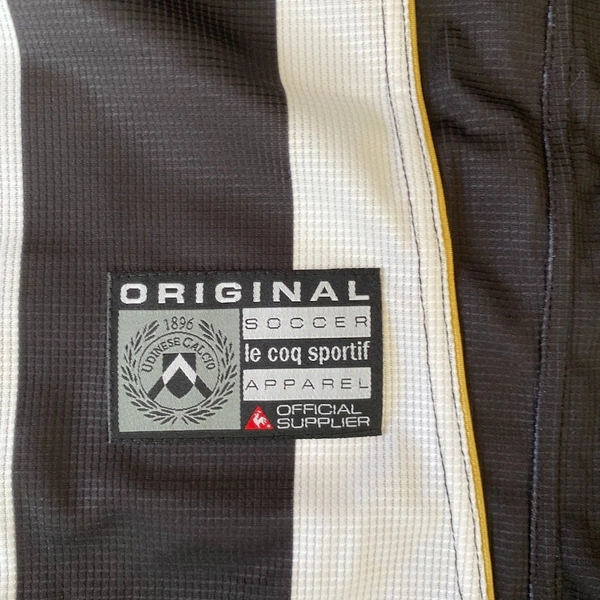 ORIGINAL
1896
UDINESE CALCIO
SOCCER
le coq sportif
APPAREL
OFFICIAL
SUPPLIER